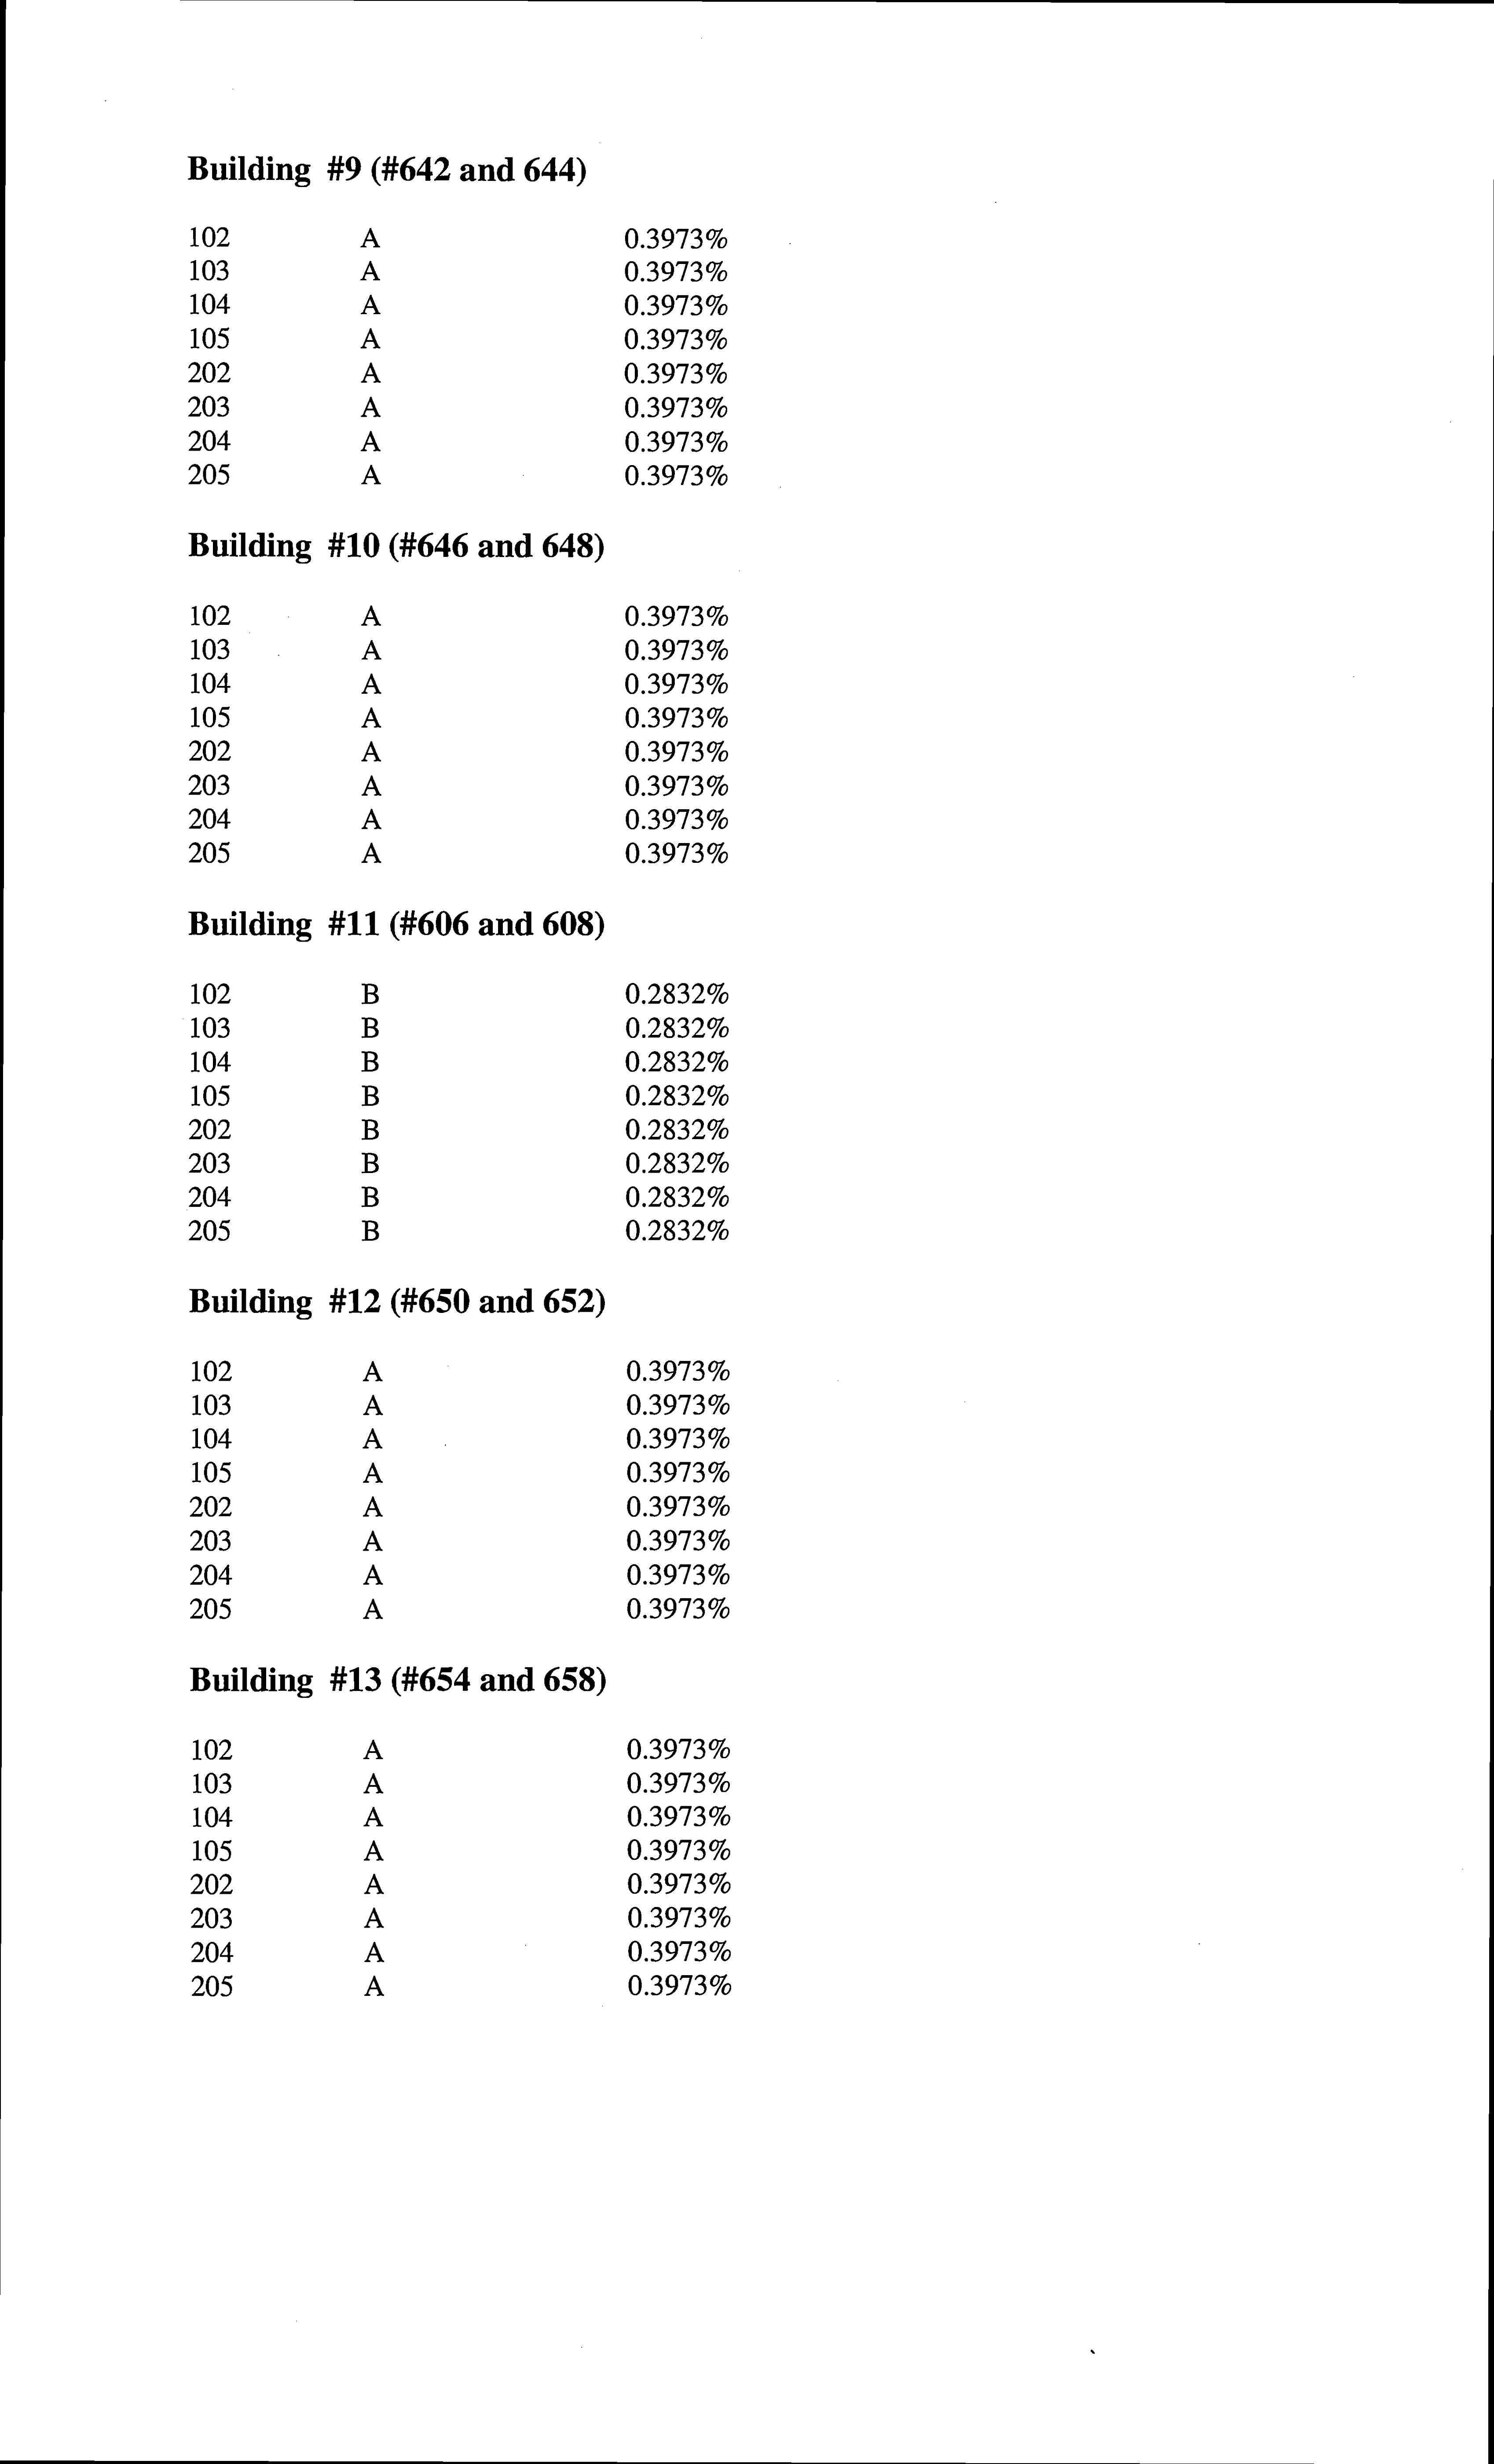 Building #9 (#642 and 644)
102 A 0.3973%
103 A 0.3973%
104 A 0.3973%
105 A 0.3973%
202 A 0.3973%
203 A 0.3973%
204 A 0.3973%
205 A 0.3973%
Building #10 (#646 and 648)
102 A 0.3973%
103 A 0.3973%
104 A 0.3973%
105 A 0.3973%
202 A 0.3973%
203 A 0.3973%
204 A 0.3973%
205 A 0.3973%
Building #11 (#606 and 608)
102 B 0.2832%
103 B 0.2832%
104 B 0.2832%
105 B 0.2832%
202 B 0.2832%
203 B 0.2832%
204 B 0.2832%
205 B 0.2832%
Building #12 (#650 and 652)
102 A 0.3973%
103 A 0.3973%
104 A 0.3973%
105 A 0.3973%
202 A 0.3973%
203 A 0.3973%
204 A 0.3973%
205 A 0.3973%
Building #13 (#654 and 658)
102 A 0.3973%
103 A 0.3973%
104 A 0.3973%
105 A 0.3973%
202 A 0.3973%
203 A 0.3973%
204 A 0.3973%
205 A 0.3973%